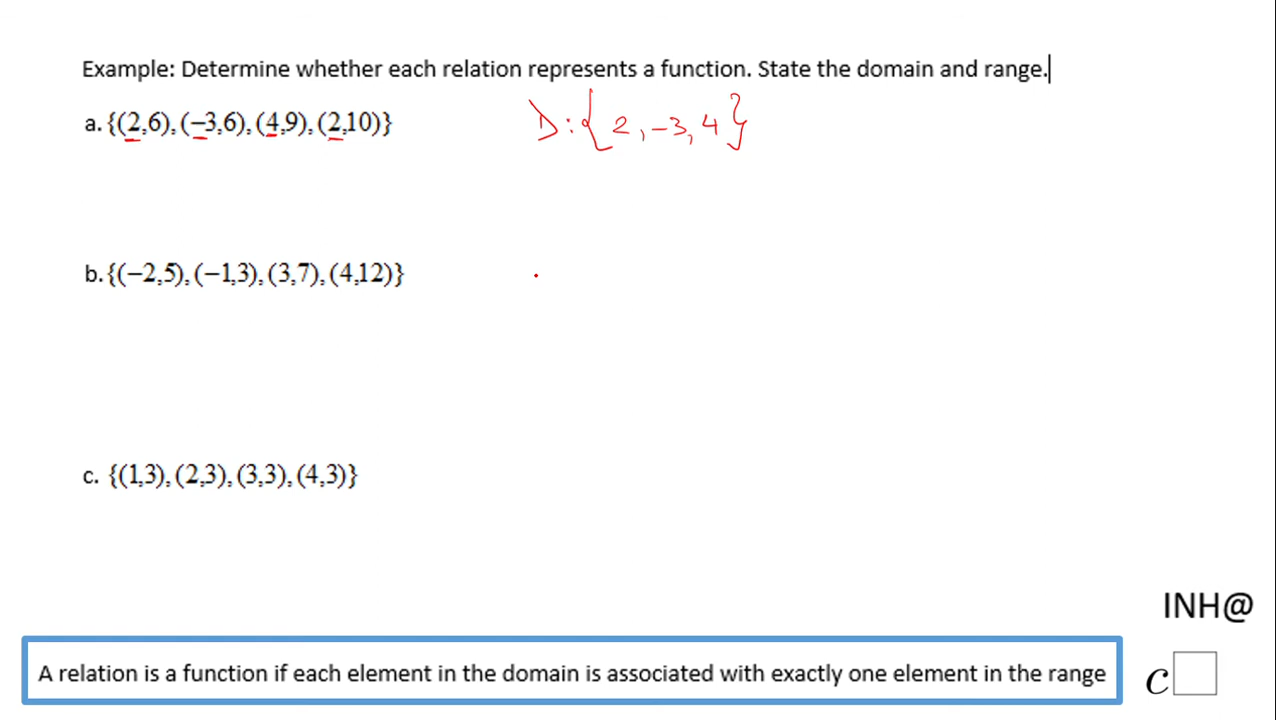 Example: Determine whether each relation represents a function. State the domain and range.
a. {(2,6),(−3,6),(4,9),(2,10)} D:{2,−3,4}
b. {(−2,5),(−1,3),(3,7),(4,12)}
c. {(1,3),(2,3),(3,3),(4,3)}
INH@
A relation is a function if each element in the domain is associated with exactly one element in the range
c